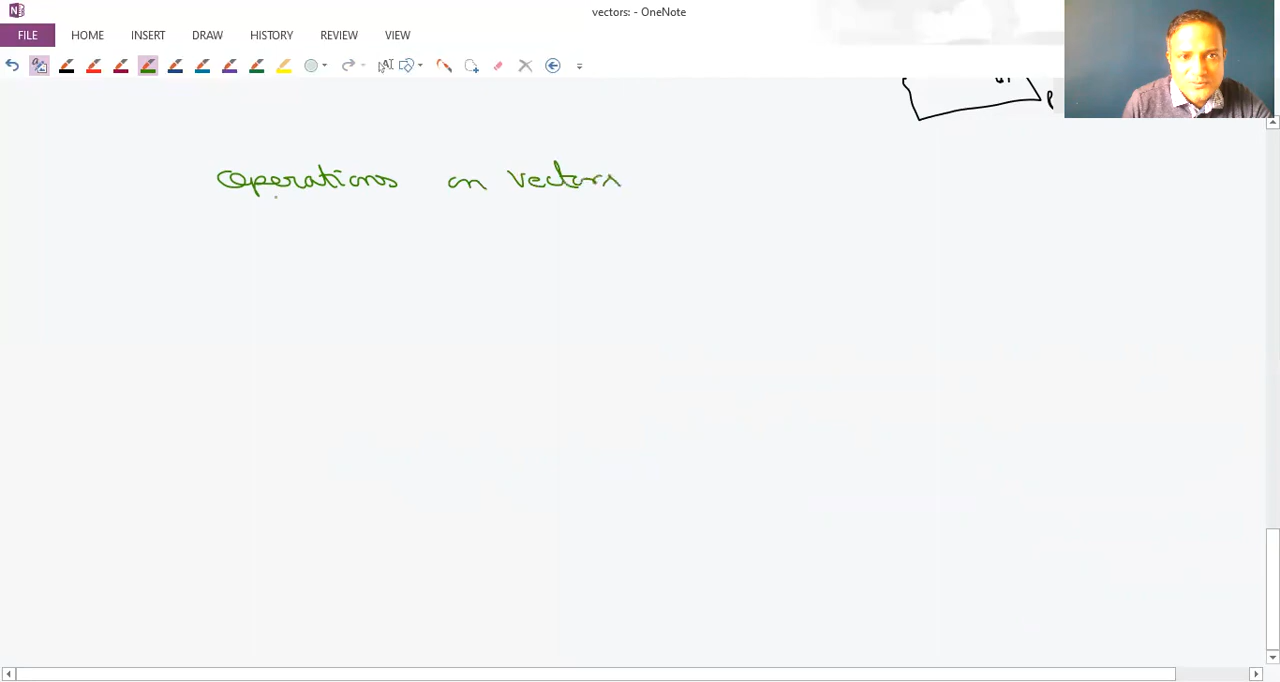 vectors: - OneNote
FILE HOME INSERT DRAW HISTORY REVIEW VIEW
P
Operations on vectors